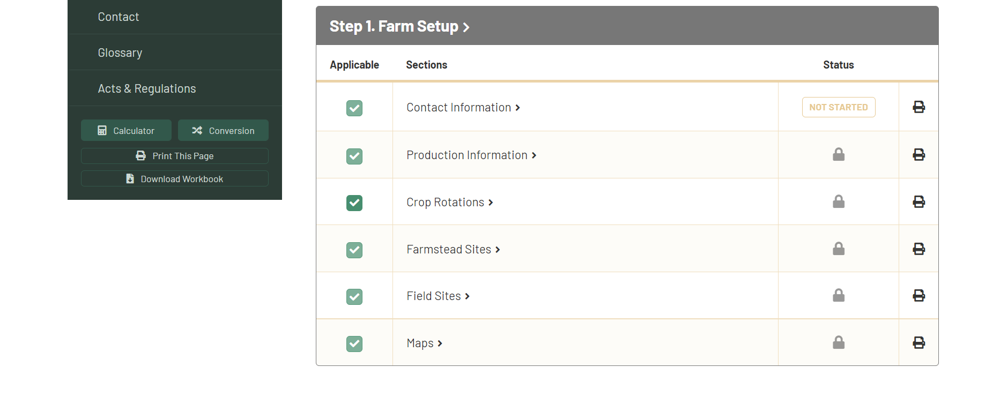 Contact
Glossary
Acts & Regulations
Calculator
Conversion
Print This Page
Download Workbook
Step 1. Farm Setup
Applicable Sections Status
Contact Information NOT STARTED
Production Information
Crop Rotations
Farmstead Sites
Field Sites
Maps